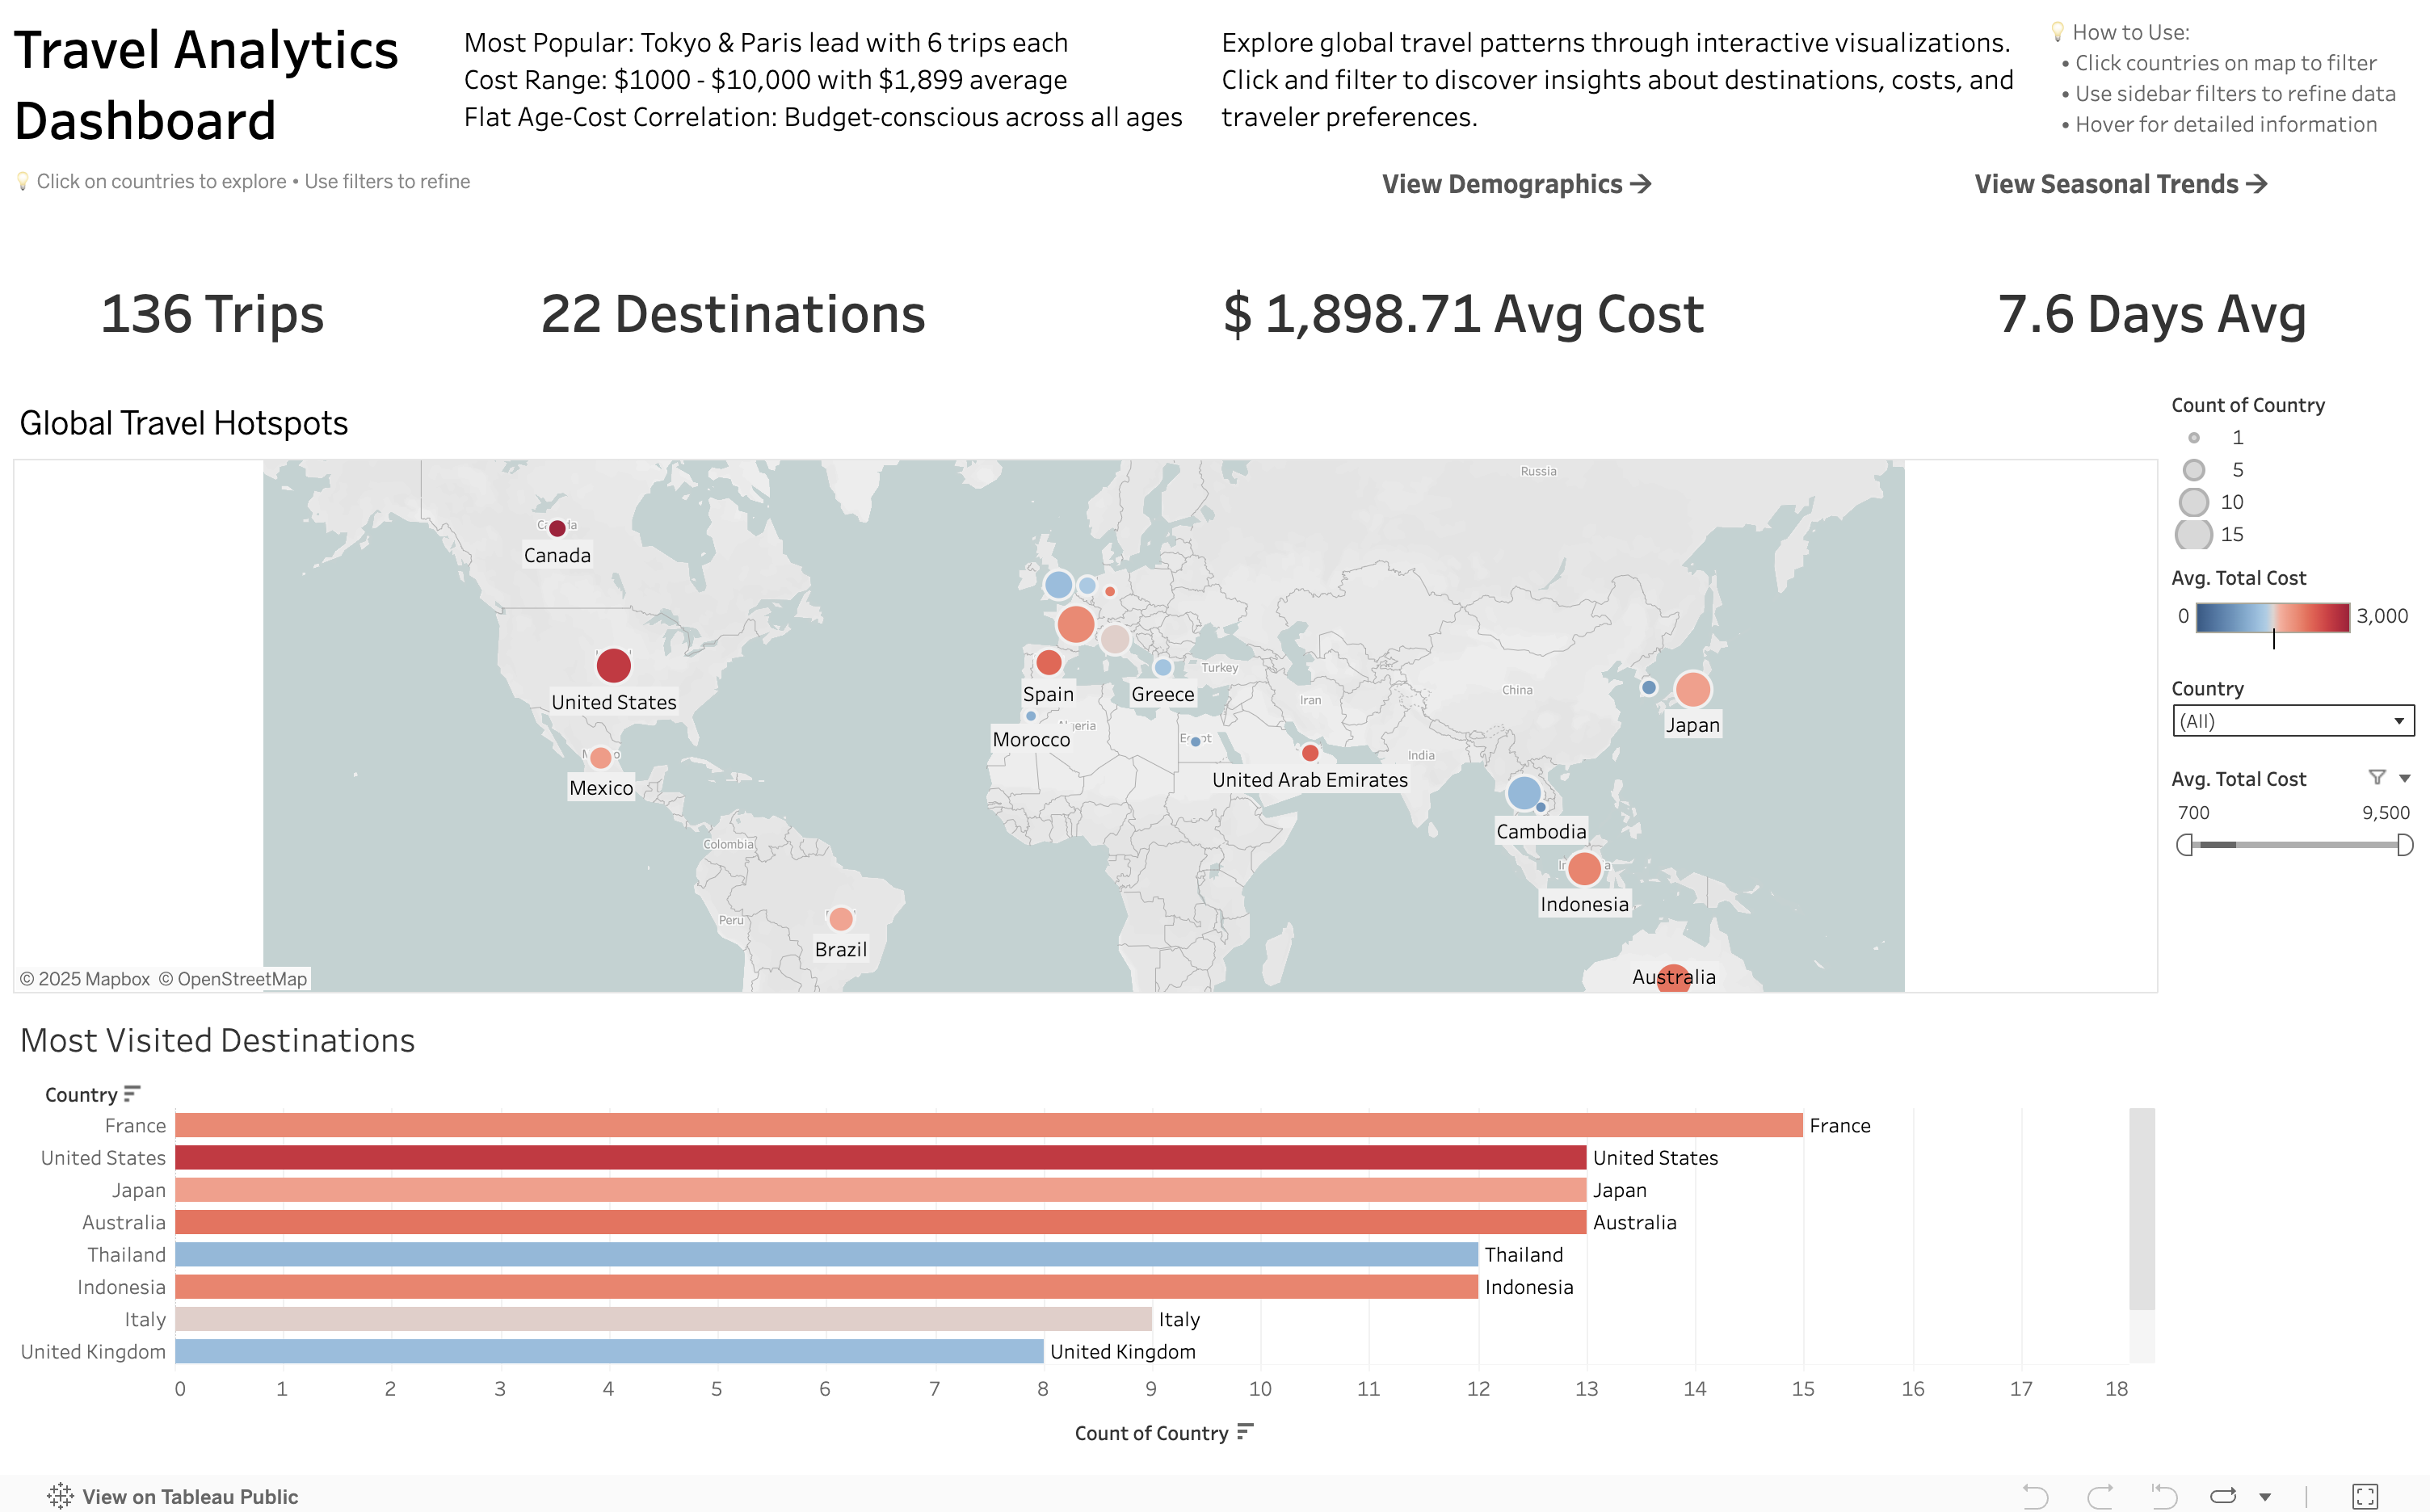 Travel Analytics
Dashboard
💡 Click on countries to explore • Use filters to refine
Most Popular: Tokyo & Paris lead with 6 trips each
Cost Range: $1000 - $10,000 with $1,899 average
Flat Age-Cost Correlation: Budget-conscious across all ages
Explore global travel patterns through interactive visualizations.
Click and filter to discover insights about destinations, costs, and
traveler preferences.
💡 How to Use:
• Click countries on map to filter
• Use sidebar filters to refine data
• Hover for detailed information
View Demographics →
View Seasonal Trends →
136 Trips
22 Destinations
$ 1,898.71 Avg Cost
7.6 Days Avg
Global Travel Hotspots
Russia
Canada
United States
Mexico
Colombia
Peru
Brazil
Spain
Greece
Turkey
Morocco
Iran
United Arab Emirates
India
China
Japan
Cambodia
Indonesia
Australia
© 2025 Mapbox © OpenStreetMap
Count of Country
1
5
10
15
Avg. Total Cost
0 3,000
Country
(All)
Avg. Total Cost
700 9,500
Most Visited Destinations
Country
France France
United States United States
Japan Japan
Australia Australia
Thailand Thailand
Indonesia Indonesia
Italy Italy
United Kingdom United Kingdom
0 1 2 3 4 5 6 7 8 9 10 11 12 13 14 15 16 17 18
Count of Country
View on Tableau Public